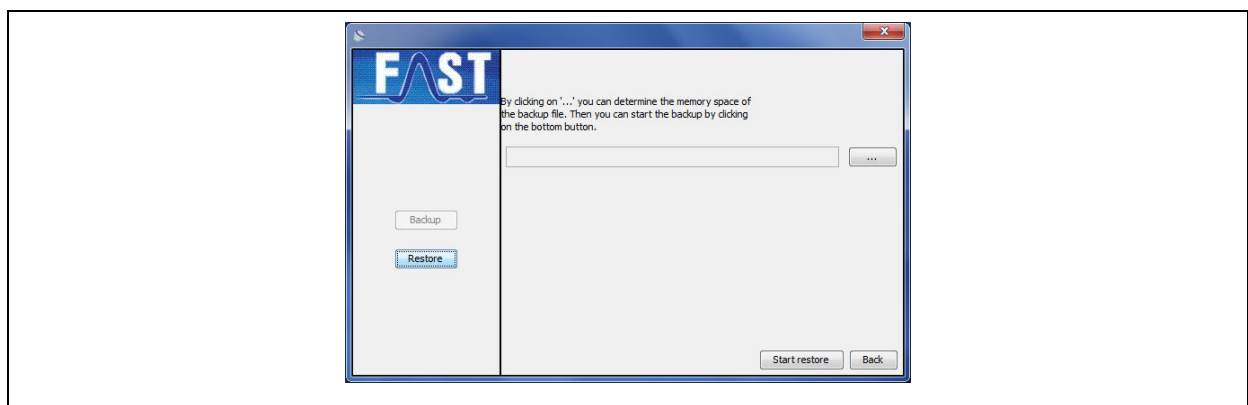 FAST
By clicking on '...' you can determine the memory space of
the backup file. Then you can start the backup by clicking
on the bottom button.
...
Backup
Restore
Start restore
Back